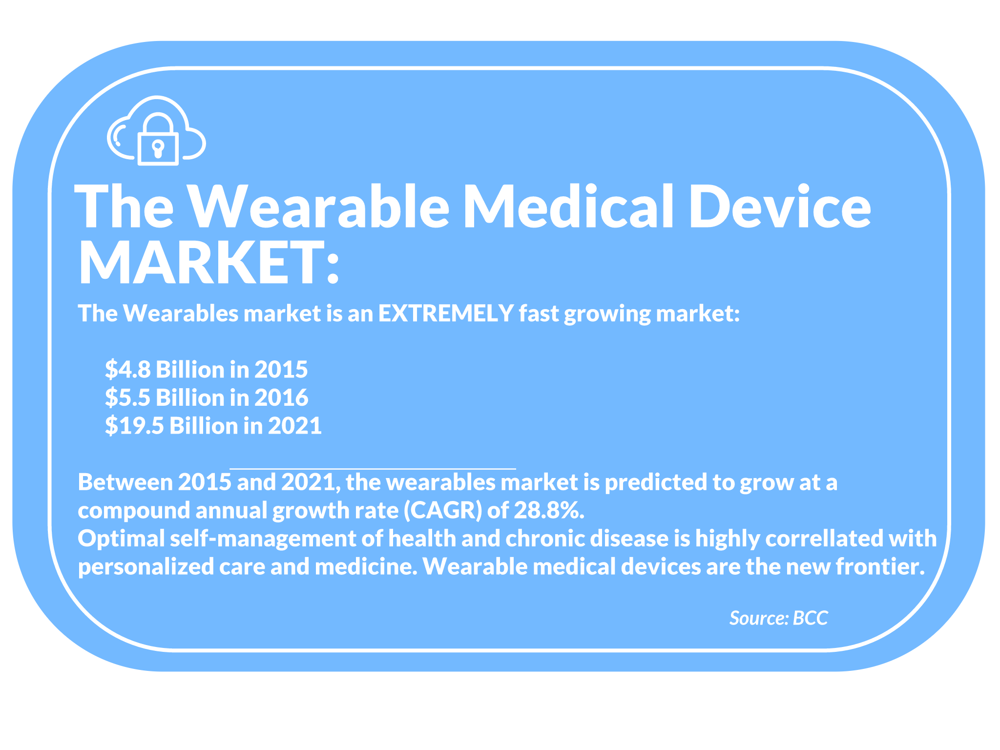 The Wearable Medical Device
MARKET:
The Wearables market is an EXTREMELY fast growing market:
$4.8 Billion in 2015
$5.5 Billion in 2016
$19.5 Billion in 2021
Between 2015 and 2021, the wearables market is predicted to grow at a
compound annual growth rate (CAGR) of 28.8%.
Optimal self-management of health and chronic disease is highly correllated with
personalized care and medicine. Wearable medical devices are the new frontier.
Source: BCC